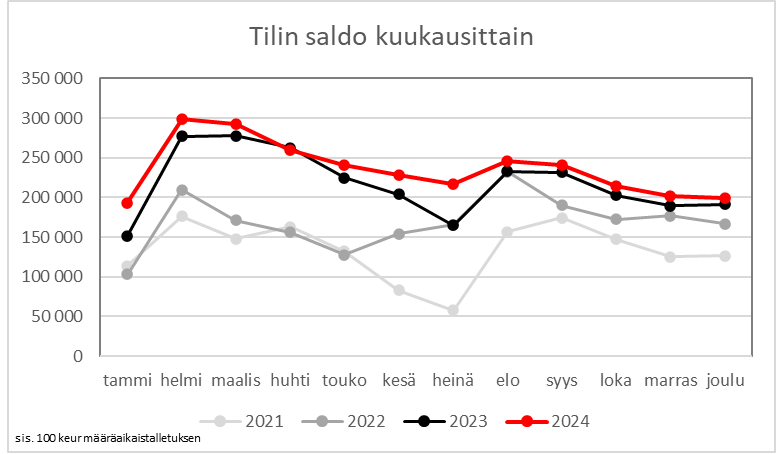 Tilin saldo kuukausittain
350 000
300 000
250 000
200 000
150 000
100 000
50 000
0
tammi helmi maalis huhti touko kesä heinä elo syys loka marras joulu
2021 2022 2023 2024
sis. 100 keur määräaikaistalletuksen